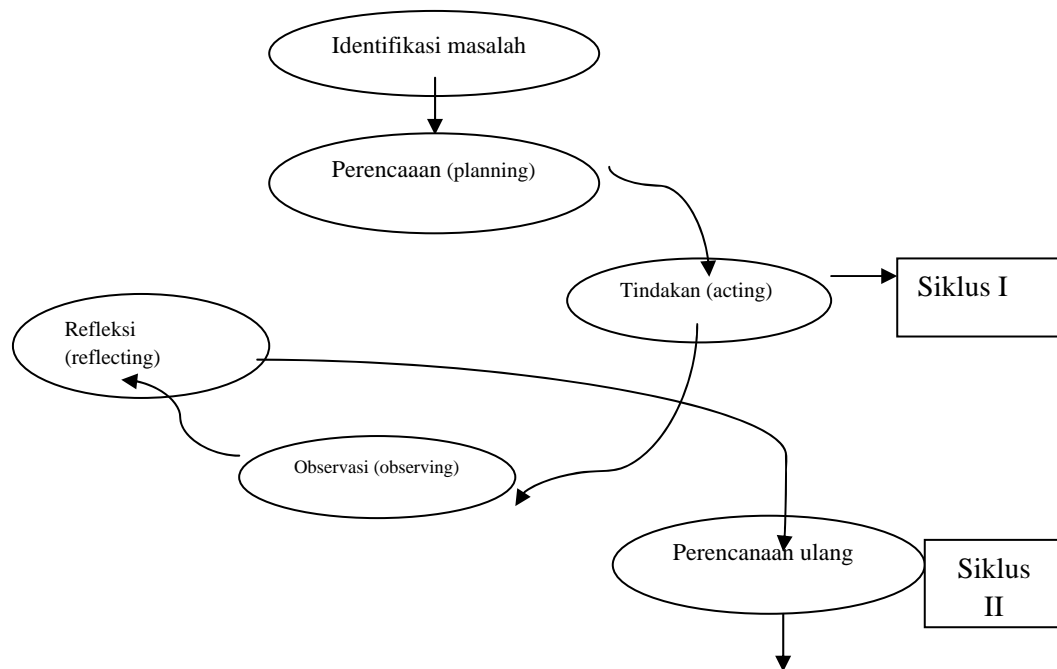 Identifikasi masalah
Perencaaan (planning)
Tindakan (acting)
Siklus I
Refleksi
(reflecting)
Observasi (observing)
Perencanaan ulang
Siklus
II